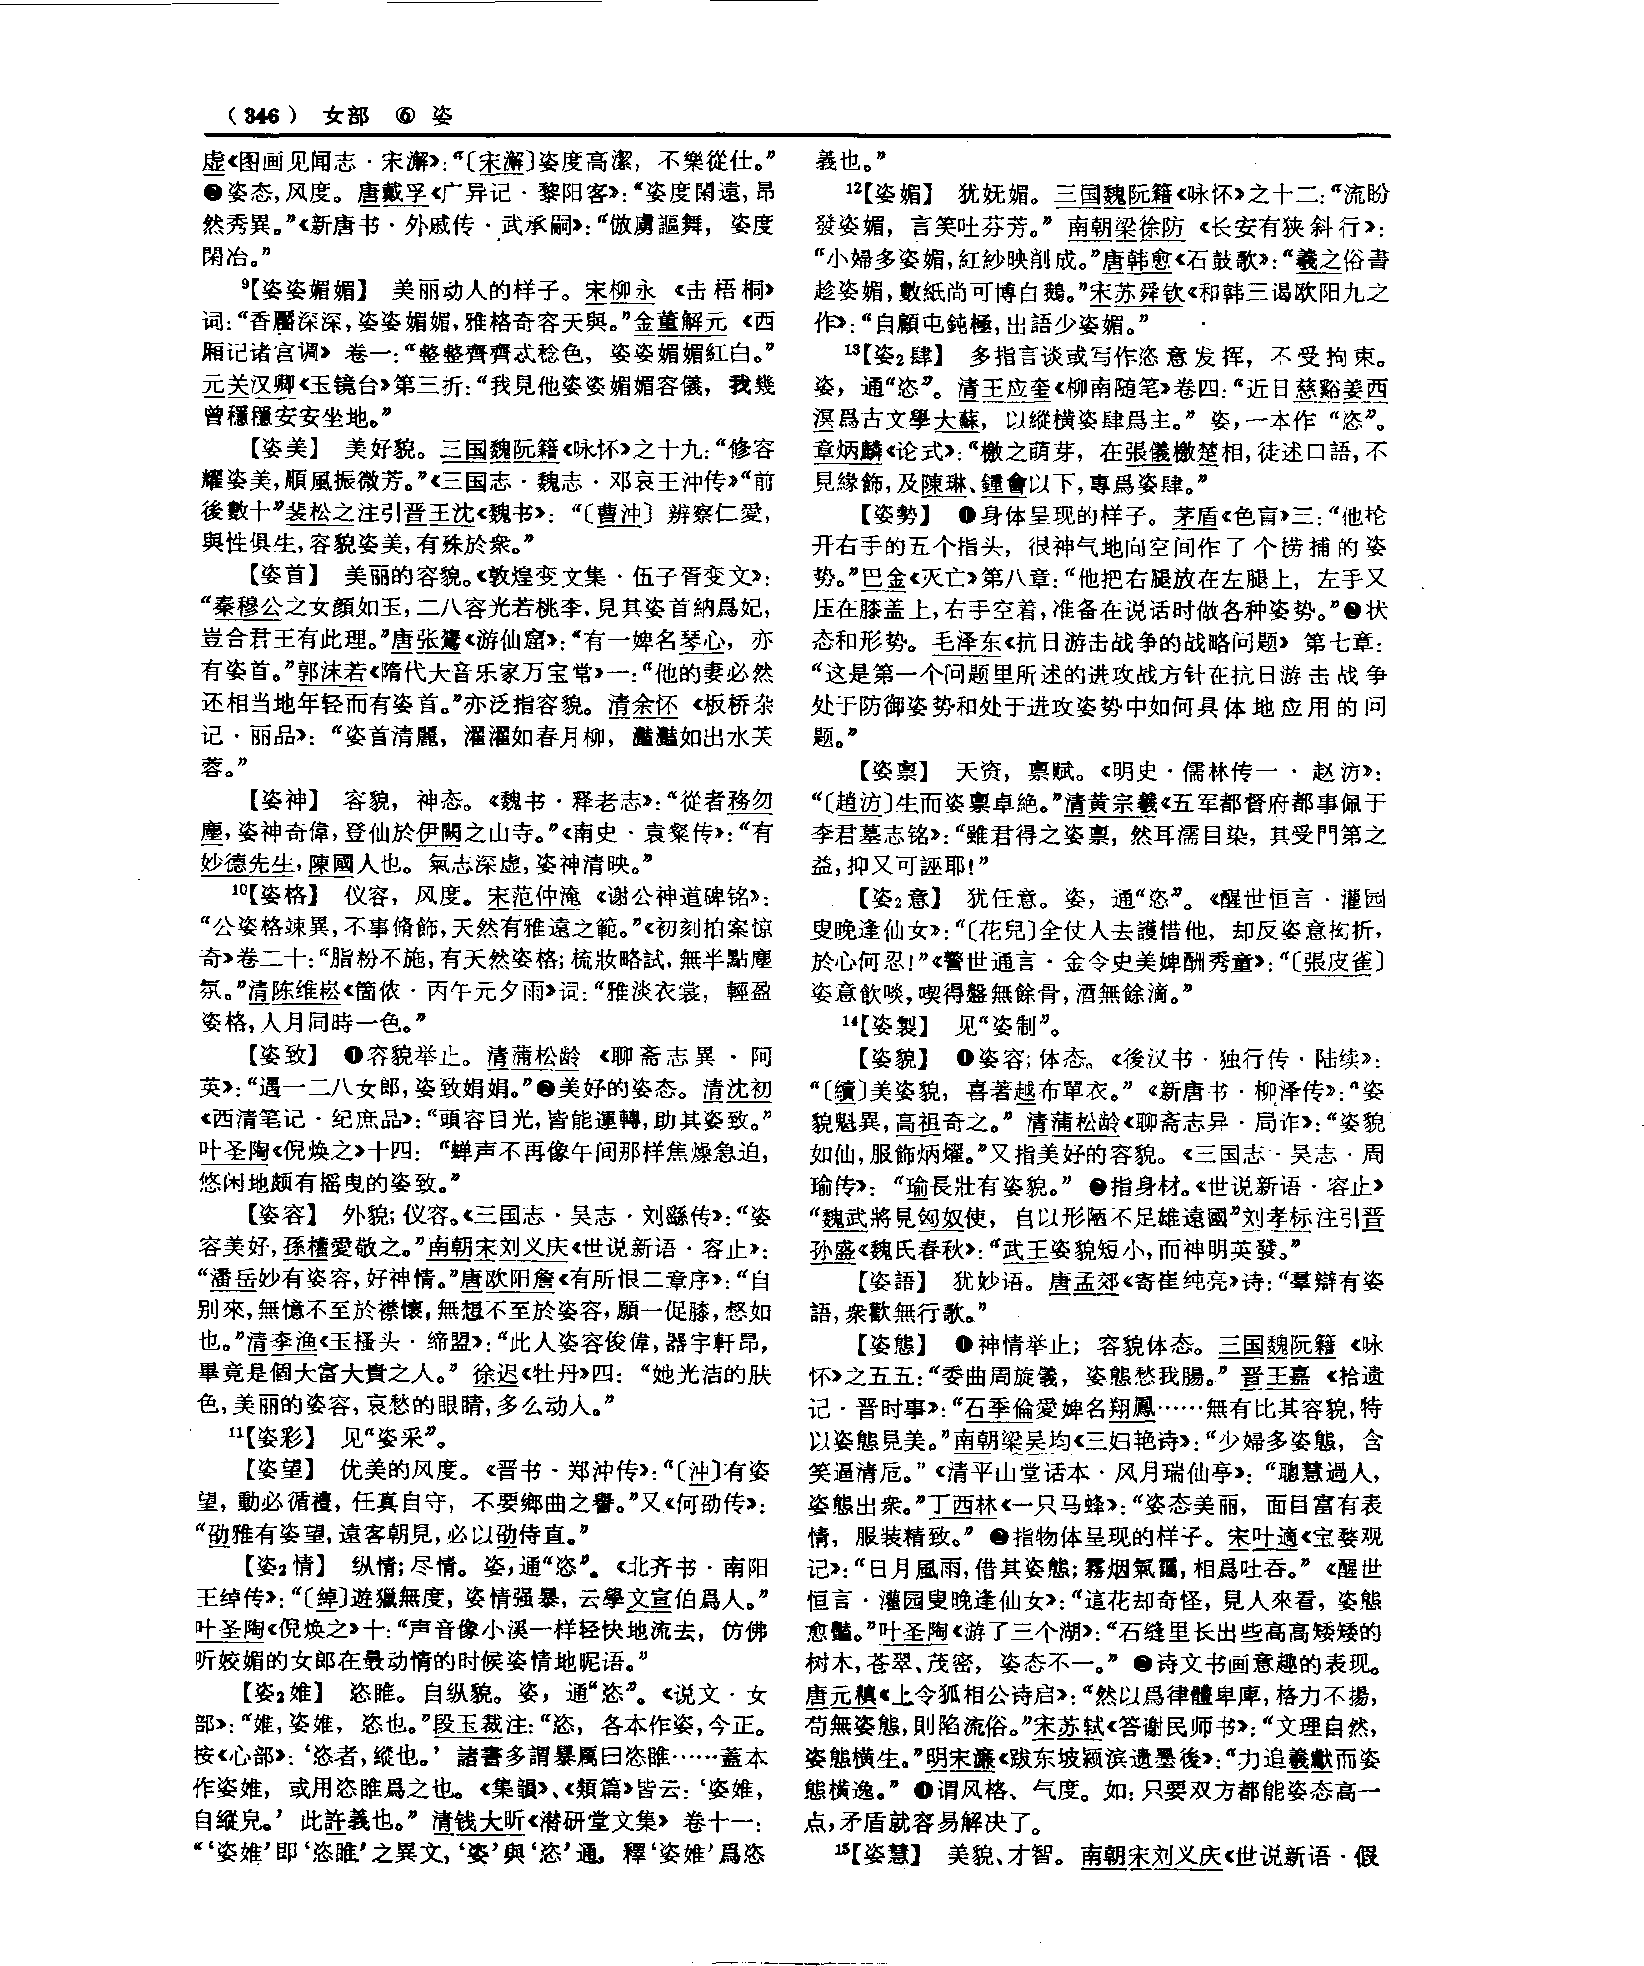 （346） 女部 ⑥ 姿
虚《图画见闻志·宋澥》：“〔宋澥〕姿度高潔，不樂從仕。”
❷姿态，风度。唐戴孚《广异记·黎阳客》：“姿度閑遠，昂
然秀異。”《新唐书·外戚传·武承嗣》：“倣虜謳舞，姿度
閑冶。”
⁹【姿姿媚媚】 美丽动人的样子。宋柳永《击梧桐》
词：“香靨深深，姿姿媚媚，雅格奇容天與。”金董解元《西
厢记诸宫调》卷一：“整整齊齊忒稔色，姿姿媚媚紅白。”
元关汉卿《玉镜台》第三折：“我見他姿姿媚媚容儀，我幾
曾穩穩安安坐地。”
【姿美】 美好貌。三国魏阮籍《咏怀》之十九：“修容
耀姿美，順風振微芳。”《三国志·魏志·邓哀王沖传》“前
後數十”裴松之注引晋王沈《魏书》：“〔曹沖〕辨察仁愛，
與性俱生，容貌姿美，有殊於衆。”
【姿首】 美丽的容貌。《敦煌变文集·伍子胥变文》：
“秦穆公之女顔如玉，二八容光若桃李，見其姿首納爲妃，
豈合君王有此理。”唐张鷟《游仙窟》：“有一婢名琴心，亦
有姿首。”郭沫若《隋代大音乐家万宝常》一：“他的妻必然
还相当地年轻而有姿首。”亦泛指容貌。清余怀《板桥杂
记·丽品》：“姿首清麗，濯濯如春月柳，灎灎如出水芙
蓉。”
【姿神】 容貌，神态。《魏书·释老志》：“從者務勿
塵，姿神奇偉，登仙於伊闕之山寺。”《南史·袁粲传》：“有
妙德先生，陳國人也。氣志深虚，姿神清映。”
¹⁰【姿格】 仪容，风度。宋范仲淹《谢公神道碑铭》：
“公姿格竦異，不事脩飾，天然有雅遠之範。”《初刻拍案惊
奇》卷二十：“脂粉不施，有天然姿格；梳妝略試，無半點塵
氛。”清陈维崧《箇侬·丙午元夕雨》词：“雅淡衣裳，輕盈
姿格，人月同時一色。”
【姿致】 ❶容貌举止。清蒲松龄《聊斋志異·阿
英》：“遇一二八女郎，姿致娟娟。”❷美好的姿态。清沈初
《西清笔记·纪庶品》：“頭容目光，皆能運轉，助其姿致。”
叶圣陶《倪焕之》十四：“蝉声不再像午间那样焦燥急迫，
悠闲地颇有摇曳的姿致。”
【姿容】 外貌；仪容。《三国志·吴志·刘繇传》：“姿
容美好，孫權愛敬之。”南朝宋刘义庆《世说新语·容止》：
“潘岳妙有姿容，好神情。”唐欧阳詹《有所恨二章序》：“自
别來，無憶不至於襟懷，無想不至於姿容，願一促膝，惄如
也。”清李渔《玉搔头·缔盟》：“此人姿容俊偉，器宇軒昂，
畢竟是個大富大貴之人。”徐迟《牡丹》四：“她光洁的肤
色，美丽的姿容，哀愁的眼睛，多么动人。”
¹¹【姿彩】 见“姿采”。
【姿望】 优美的风度。《晋书·郑沖传》：“〔沖〕有姿
望，動必循禮，任真自守，不要鄉曲之譽。”又《何劭传》：
“劭雅有姿望，遠客朝見，必以劭侍直。”
【姿₂情】 纵情；尽情。姿，通“恣”。《北齐书·南阳
王绰传》：“〔綽〕遊獵無度，姿情强暴，云學文宣伯爲人。”
叶圣陶《倪焕之》十：“声音像小溪一样轻快地流去，仿佛
听姣媚的女郎在最动情的时候姿情地昵语。”
【姿₂婎】 恣睢。自纵貌。姿，通“恣”。《说文·女
部》：“婎，姿婎，恣也。”段玉裁注：“恣，各本作姿，今正。
按《心部》：‘恣者，縱也。’諸書多謂暴厲曰恣睢……蓋本
作姿婎，或用恣睢爲之也。《集韻》、《類篇》皆云：‘姿婎，
自縱皃。’此許義也。”清钱大昕《潜研堂文集》卷十一：
“‘姿婎’即‘恣睢’之異文，‘姿’與‘恣’通。釋‘姿婎’爲恣
義也。”
¹²【姿媚】 犹妩媚。三国魏阮籍《咏怀》之十二：“流盼
發姿媚，言笑吐芬芳。”南朝梁徐防《长安有狭斜行》：
“小婦多姿媚，紅紗映削成。”唐韩愈《石鼓歌》：“羲之俗書
趁姿媚，數紙尚可博白鵝。”宋苏舜钦《和韩三谒欧阳九之
作》：“自顧屯鈍極，出語少姿媚。”
¹³【姿₂肆】 多指言谈或写作恣意发挥，不受拘束。
姿，通“恣”。清王应奎《柳南随笔》卷四：“近日慈谿姜西
溟爲古文學大蘇，以縱横姿肆爲主。”姿，一本作“恣”。
章炳麟《论式》：“檄之萌芽，在張儀檄楚相，徒述口語，不
見緣飾，及陳琳、鍾會以下，專爲姿肆。”
【姿勢】 ❶身体呈现的样子。茅盾《色盲》三：“他抡
开右手的五个指头，很神气地向空间作了个捞捕的姿
势。”巴金《灭亡》第八章：“他把右腿放在左腿上，左手又
压在膝盖上，右手空着，准备在说话时做各种姿势。”❷状
态和形势。毛泽东《抗日游击战争的战略问题》第七章：
“这是第一个问题里所述的进攻战方针在抗日游击战争
处于防御姿势和处于进攻姿势中如何具体地应用的问
题。”
【姿禀】 天资，禀赋。《明史·儒林传一·赵汸》：
“〔趙汸〕生而姿禀卓絶。”清黄宗羲《五军都督府都事佩于
李君墓志铭》：“雖君得之姿禀，然耳濡目染，其受門第之
益，抑又可誣耶！”
【姿₂意】 犹任意。姿，通“恣”。《醒世恒言·灌园
叟晚逢仙女》：“〔花兒〕全仗人去護惜他，却反姿意拗折，
於心何忍！”《警世通言·金令史美婢酬秀童》：“〔張皮雀〕
姿意飲啖，喫得盤無餘骨，酒無餘滴。”
¹⁴【姿製】 见“姿制”。
【姿貌】 ❶姿容；体态。《後汉书·独行传·陆续》：
“〔續〕美姿貌，喜著越布單衣。”《新唐书·柳泽传》：“姿
貌魁異，高祖奇之。”清蒲松龄《聊斋志异·局诈》：“姿貌
如仙，服飾炳燿。”又指美好的容貌。《三国志·吴志·周
瑜传》：“瑜長壯有姿貌。”❷指身材。《世说新语·容止》
“魏武將見匈奴使，自以形陋不足雄遠國”刘孝标注引晋
孙盛《魏氏春秋》：“武王姿貌短小，而神明英發。”
【姿語】 犹妙语。唐孟郊《寄崔纯亮》诗：“羣辯有姿
語，衆歡無行歌。”
【姿態】 ❶神情举止；容貌体态。三国魏阮籍《咏
怀》之五五：“委曲周旋儀，姿態愁我腸。”晋王嘉《拾遗
记·晋时事》：“石季倫愛婢名翔鳳……無有比其容貌，特
以姿態見美。”南朝梁吴均《三妇艳诗》：“少婦多姿態，含
笑逼清卮。”《清平山堂话本·风月瑞仙亭》：“聰慧過人，
姿態出衆。”丁西林《一只马蜂》：“姿态美丽，面目富有表
情，服装精致。”❷指物体呈现的样子。宋叶適《宝婺观
记》：“日月風雨，借其姿態；霧烟氣靄，相爲吐吞。”《醒世
恒言·灌园叟晚逢仙女》：“這花却奇怪，見人來看，姿態
愈豔。”叶圣陶《游了三个湖》：“石缝里长出些高高矮矮的
树木，苍翠、茂密，姿态不一。”❸诗文书画意趣的表现。
唐元稹《上令狐相公诗启》：“然以爲律體卑庳，格力不揚，
苟無姿態，則陷流俗。”宋苏轼《答谢民师书》：“文理自然，
姿態横生。”明宋濂《跋东坡颍滨遗墨後》：“力追羲獻而姿
態横逸。”❹谓风格、气度。如：只要双方都能姿态高一
点，矛盾就容易解决了。
¹⁵【姿慧】 美貌、才智。南朝宋刘义庆《世说新语·假